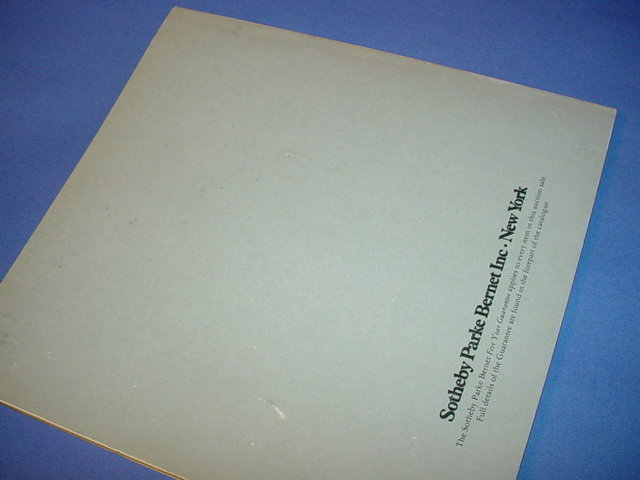 Sotheby Parke Bernet Inc · New York
The Sotheby Parke Bernet Five Year Guarantee applies to every item in this auction sale.
Full details of the Guarantee are found in the forepart of the catalogue.